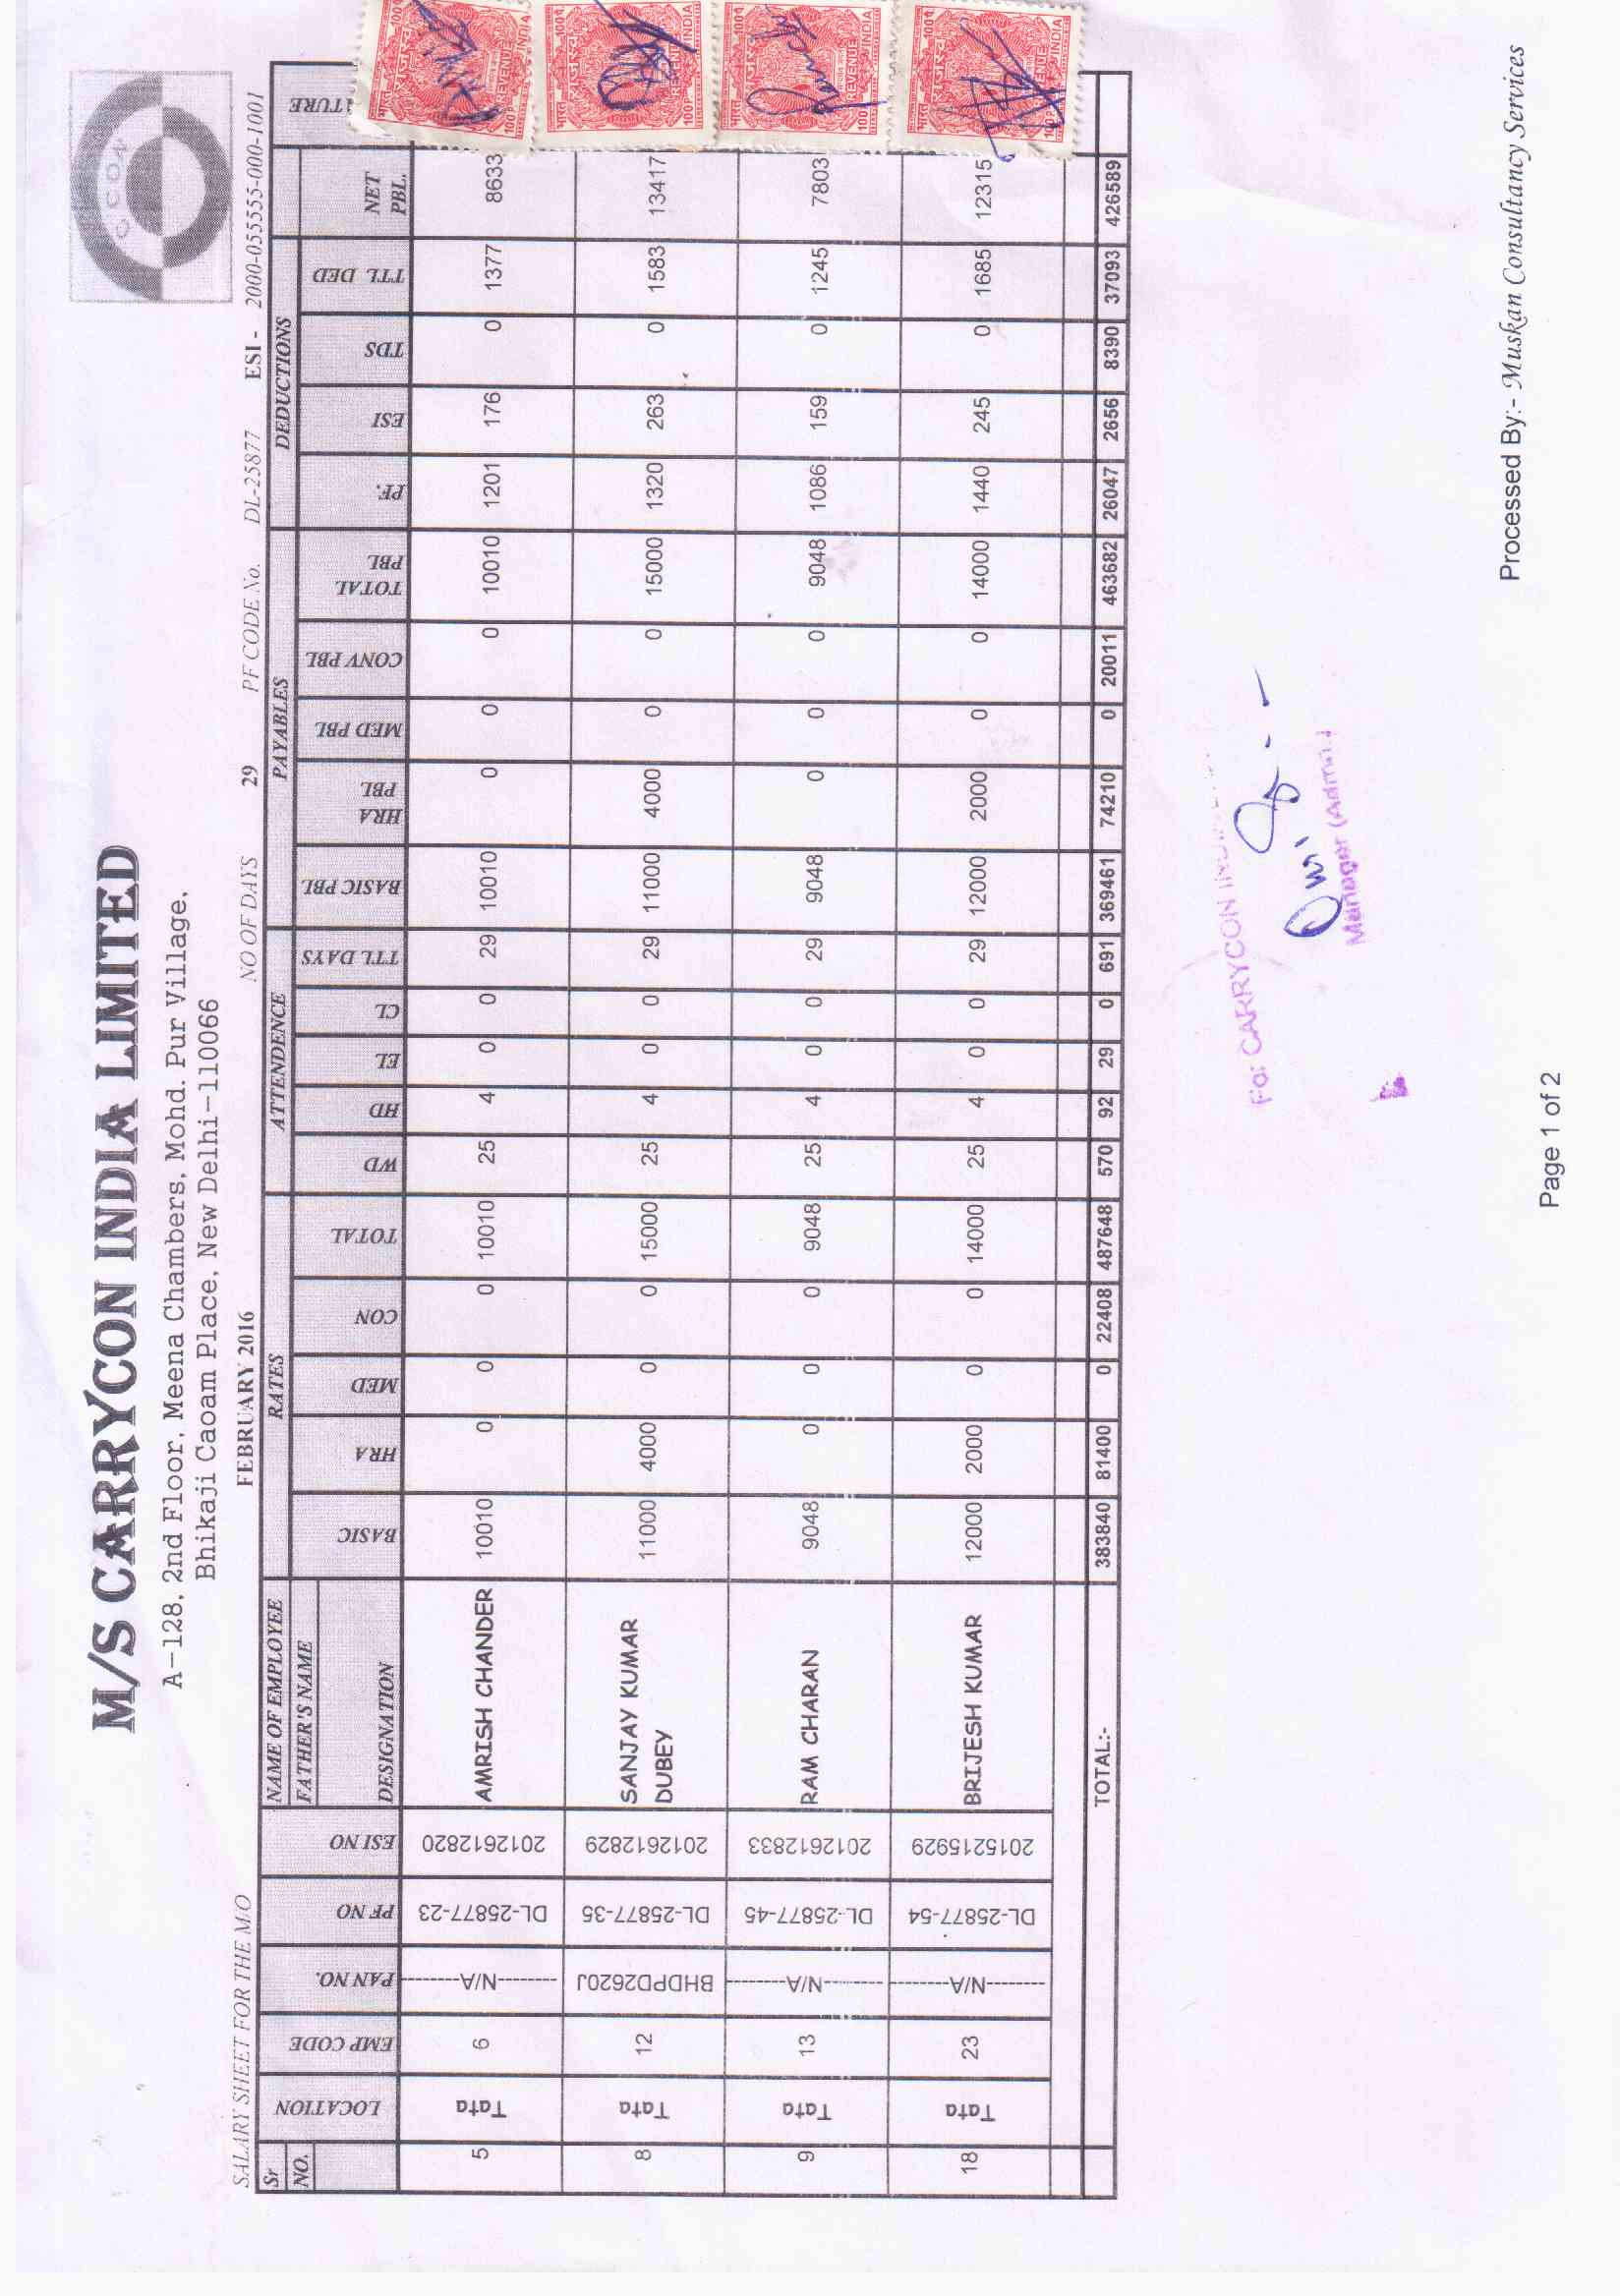 M/S CARRYCON INDIA LIMITED
A-128, 2nd Floor, Meena Chambers, Mohd. Pur Village,
Bhikaji Caoam Place, New Delhi-110066
SALARY SHEET FOR THE M/O FEBRUARY 2016 NO OF DAYS 29 PF CODE No. DL-25877 ESI - 2000-055555-000-1001
Sr NO. LOCATION EMP CODE PAN NO. PF NO ESI NO NAME OF EMPLOYEE FATHER'S NAME DESIGNATION RATES ATTENDENCE PAYABLES DEDUCTIONS
BASIC HRA MED CON TOTAL WD HD EL CL TTL DAYS BASIC PBL HRA PBL MED PBL CONV PBL TOTAL PBL PF. ESI TDS TTL DED NET PBL.
5 Tata 6 --------N/A-------- DL-25877-23 2012612820 AMRISH CHANDER 10010 0 0 0 10010 25 4 0 0 29 10010 0 0 0 10010 1201 176 0 1377 8633
8 Tata 12 BHDPD2620J DL-25877-35 2012612829 SANJAY KUMAR DUBEY 11000 4000 0 0 15000 25 4 0 0 29 11000 4000 0 0 15000 1320 263 0 1583 13417
9 Tata 13 --------N/A-------- DL-25877-45 2012612833 RAM CHARAN 9048 0 0 0 9048 25 4 0 0 29 9048 0 0 0 9048 1086 159 0 1245 7803
18 Tata 23 --------N/A-------- DL-25877-54 2015215929 BRIJESH KUMAR 12000 2000 0 0 14000 25 4 0 0 29 12000 2000 0 0 14000 1440 245 0 1685 12315
TOTAL:- 383840 81400 0 22408 487648 570 92 29 0 691 369461 74210 0 20011 463682 26047 2656 8390 37093 426589
REVENUE INDIA
REVENUE INDIA
REVENUE INDIA
INDIA
For CARRYCON
Manager (Admn.)
Page 1 of 2
Processed By:- Muskan Consultancy Services